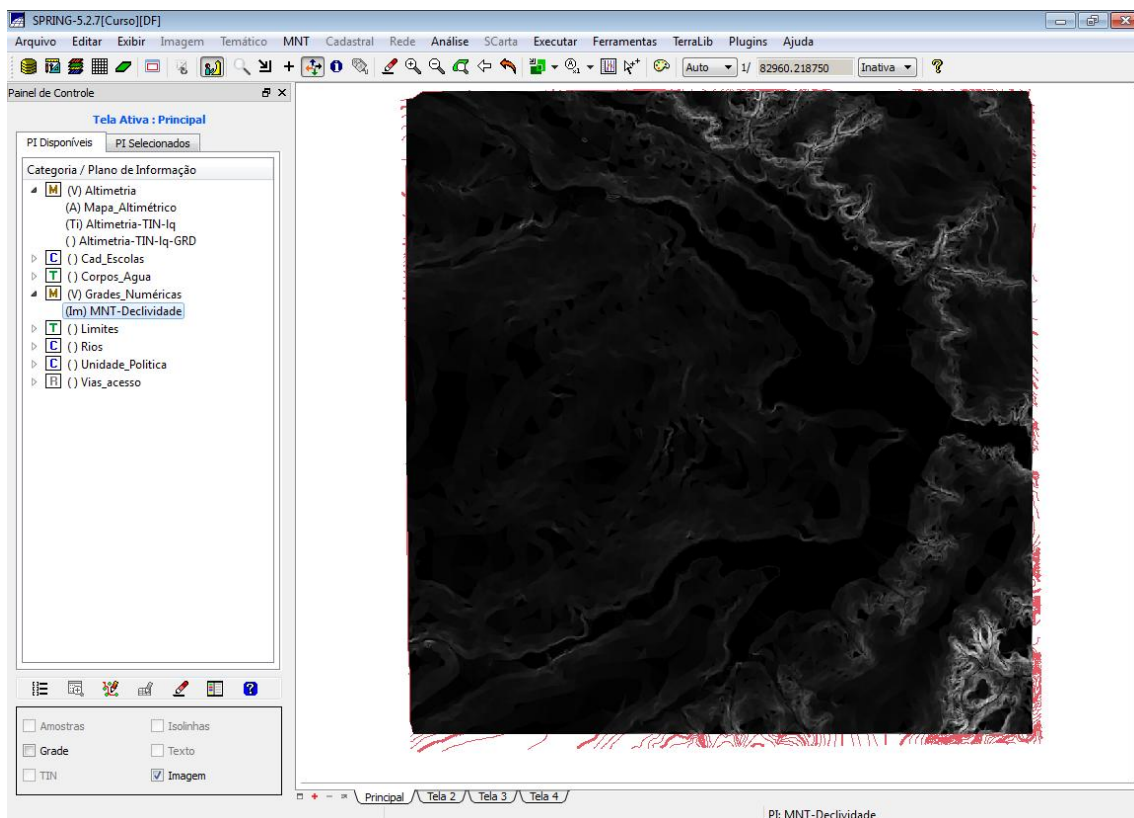 SPRING-5.2.7[Curso][DF]
Arquivo Editar Exibir Imagem Temático MNT Cadastral Rede Análise SCarta Executar Ferramentas TerraLib Plugins Ajuda
Auto 1/ 82960.218750 Inativa
Painel de Controle
Tela Ativa : Principal
PI Disponíveis PI Selecionados
Categoria / Plano de Informação
M (V) Altimetria
(A) Mapa_Altimétrico
(Ti) Altimetria-TIN-lq
( ) Altimetria-TIN-lq-GRD
C ( ) Cad_Escolas
T ( ) Corpos_Agua
M (V) Grades_Numéricas
(Im) MNT-Declividade
T ( ) Limites
C ( ) Rios
C ( ) Unidade_Politica
R ( ) Vias_acesso
Amostras Isolinhas
Grade Texto
TIN Imagem
Principal Tela 2 Tela 3 Tela 4
PI: MNT-Declividade